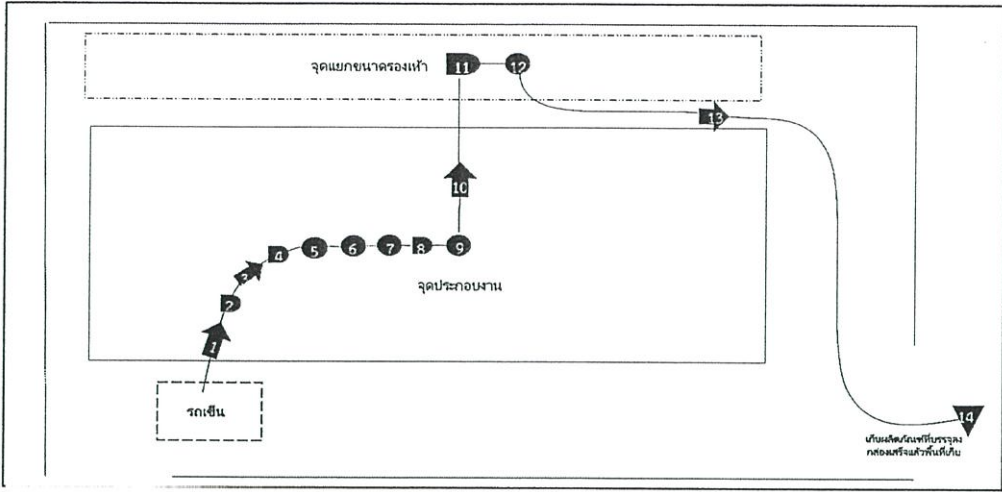 จุดแยกขนาดรองเท้า
11
12
13
10
4
5
6
7
8
9
3
จุดประกอบงาน
2
1
รถเข็น
14
เก็บผลิตภัณฑ์ที่บรรจุลง
กล่องเสร็จแล้วพื้นที่เก็บ